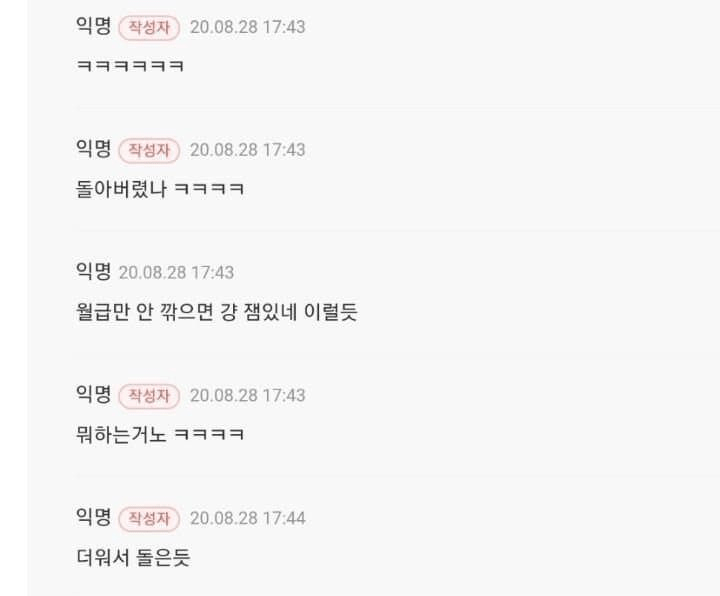 익명 작성자 20.08.28 17:43
ㅋㅋㅋㅋㅋㅋ
익명 작성자 20.08.28 17:43
돌아버렸나 ㅋㅋㅋㅋ
익명 20.08.28 17:43
월급만 안 깎으면 걍 잼있네 이럴듯
익명 작성자 20.08.28 17:43
뭐하는거노 ㅋㅋㅋㅋ
익명 작성자 20.08.28 17:44
더워서 돌은듯